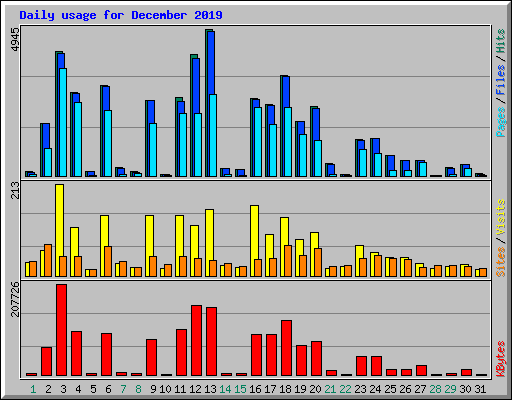 Daily usage for December 2019
4945
Pages / Files / Hits
213
Sites / Visits
207726
KBytes
1 2 3 4 5 6 7 8 9 10 11 12 13 14 15 16 17 18 19 20 21 22 23 24 25 26 27 28 29 30 31